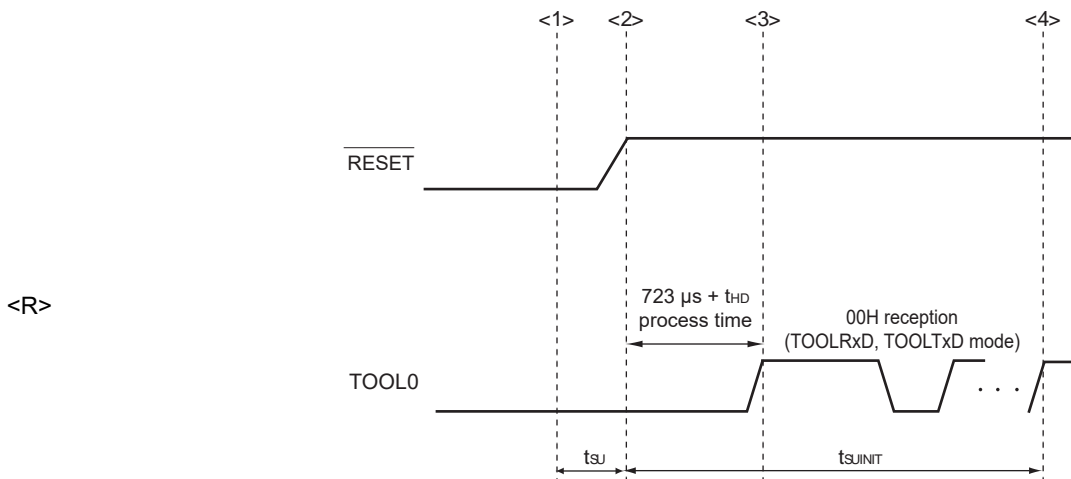 <1>
<2>
<3>
<4>
RESET
<R>
723 µs + tHD
process time
00H reception
(TOOLRxD, TOOLTxD mode)
TOOL0
. . .
tSU
tSUINIT